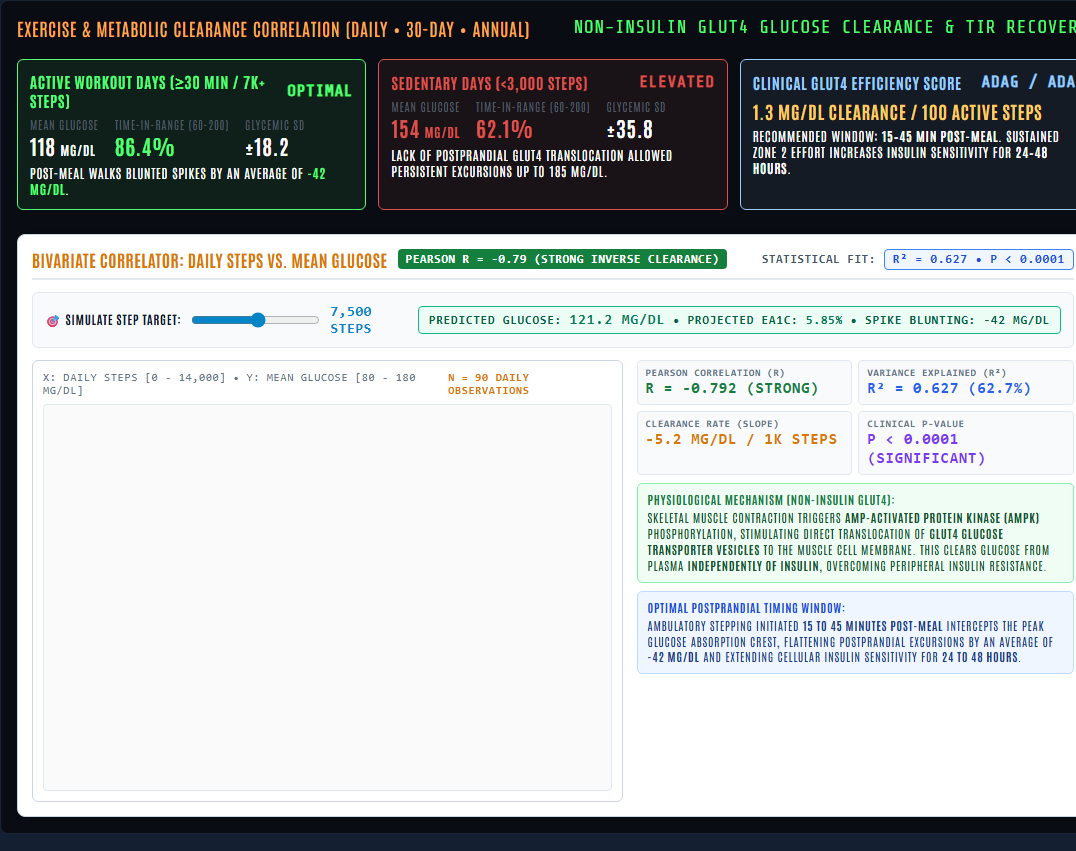 EXERCISE & METABOLIC CLEARANCE CORRELATION (DAILY • 30-DAY • ANNUAL)
NON-INSULIN GLUT4 GLUCOSE CLEARANCE & TIR RECOVER
ACTIVE WORKOUT DAYS (≥30 MIN / 7K+
STEPS)
OPTIMAL
MEAN GLUCOSE TIME-IN-RANGE (60-200) GLYCEMIC SD
118 MG/DL 86.4% ±18.2
POST-MEAL WALKS BLUNTED SPIKES BY AN AVERAGE OF -42
MG/DL.
SEDENTARY DAYS (<3,000 STEPS)
ELEVATED
MEAN GLUCOSE TIME-IN-RANGE (60-200) GLYCEMIC SD
154 MG/DL 62.1% ±35.8
LACK OF POSTPRANDIAL GLUT4 TRANSLOCATION ALLOWED
PERSISTENT EXCURSIONS UP TO 185 MG/DL.
CLINICAL GLUT4 EFFICIENCY SCORE
ADAG / ADA
1.3 MG/DL CLEARANCE / 100 ACTIVE STEPS
RECOMMENDED WINDOW: 15-45 MIN POST-MEAL. SUSTAINED
ZONE 2 EFFORT INCREASES INSULIN SENSITIVITY FOR 24-48
HOURS.
BIVARIATE CORRELATOR: DAILY STEPS VS. MEAN GLUCOSE
PEARSON R = -0.79 (STRONG INVERSE CLEARANCE)
STATISTICAL FIT:
R² = 0.627 • P < 0.0001
SIMULATE STEP TARGET:
7,500
STEPS
PREDICTED GLUCOSE: 121.2 MG/DL • PROJECTED EA1C: 5.85% • SPIKE BLUNTING: -42 MG/DL
X: DAILY STEPS [0 - 14,000] • Y: MEAN GLUCOSE [80 - 180
MG/DL]
N = 90 DAILY
OBSERVATIONS
PEARSON CORRELATION (R)
R = -0.792 (STRONG)
VARIANCE EXPLAINED (R²)
R² = 0.627 (62.7%)
CLEARANCE RATE (SLOPE)
-5.2 MG/DL / 1K STEPS
CLINICAL P-VALUE
P < 0.0001
(SIGNIFICANT)
PHYSIOLOGICAL MECHANISM (NON-INSULIN GLUT4):
SKELETAL MUSCLE CONTRACTION TRIGGERS AMP-ACTIVATED PROTEIN KINASE (AMPK)
PHOSPHORYLATION, STIMULATING DIRECT TRANSLOCATION OF GLUT4 GLUCOSE
TRANSPORTER VESICLES TO THE MUSCLE CELL MEMBRANE. THIS CLEARS GLUCOSE FROM
PLASMA INDEPENDENTLY OF INSULIN, OVERCOMING PERIPHERAL INSULIN RESISTANCE.
OPTIMAL POSTPRANDIAL TIMING WINDOW:
AMBULATORY STEPPING INITIATED 15 TO 45 MINUTES POST-MEAL INTERCEPTS THE PEAK
GLUCOSE ABSORPTION CREST, FLATTENING POSTPRANDIAL EXCURSIONS BY AN AVERAGE OF
-42 MG/DL AND EXTENDING CELLULAR INSULIN SENSITIVITY FOR 24 TO 48 HOURS.